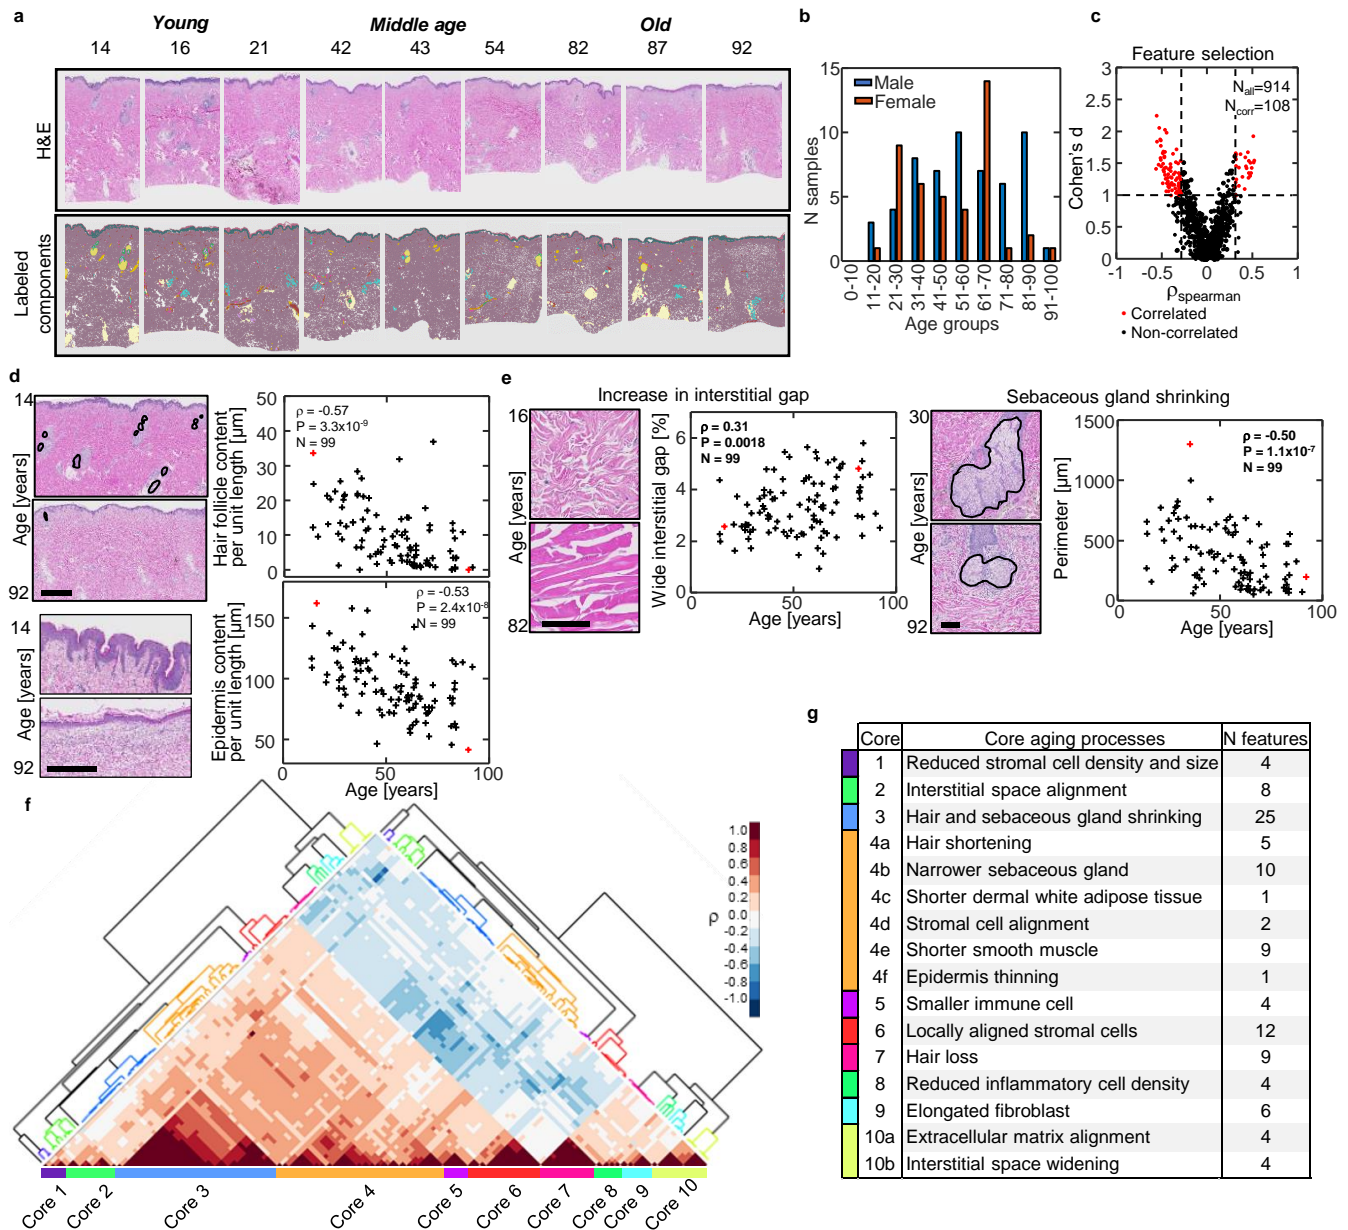 a
Young Middle age Old
14 16 21 42 43 54 82 87 92
H&E
Labeled
components
b
15
10
5
0
N samples
Male
Female
0-10
11-20
21-30
31-40
41-50
51-60
61-70
71-80
81-90
91-100
Age groups
c
Feature selection
3
2.5
2
1.5
1
0.5
0
Cohen's d
Nall=914
Ncorr=108
-1 -0.5 0 0.5 1
ρspearman
Correlated
Non-correlated
d
14
Age [years]
92
14
Age [years]
92
50
40
30
20
10
0
Hair follicle content
per unit length [µm]
ρ = -0.57
P = 3.3x10-9
N = 99
150
100
50
Epidermis content
per unit length [µm]
ρ = -0.53
P = 2.4x10-8
N = 99
0 50 100
Age [years]
e
Increase in interstitial gap
16
Age [years]
82
6
4
2
0
Wide interstitial gap [%]
ρ = 0.31
P = 0.0018
N = 99
0 50 100
Age [years]
Sebaceous gland shrinking
30
Age [years]
92
1500
1000
500
0
Perimeter [µm]
ρ = -0.50
P = 1.1x10-7
N = 99
0 50 100
Age [years]
f
1.0
0.8
0.6
0.4
0.2
0.0
-0.2
-0.4
-0.6
-0.8
-1.0
ρ
Core 1
Core 2
Core 3
Core 4
Core 5
Core 6
Core 7
Core 8
Core 9
Core 10
g
Core Core aging processes N features
1 Reduced stromal cell density and size 4
2 Interstitial space alignment 8
3 Hair and sebaceous gland shrinking 25
4a Hair shortening 5
4b Narrower sebaceous gland 10
4c Shorter dermal white adipose tissue 1
4d Stromal cell alignment 2
4e Shorter smooth muscle 9
4f Epidermis thinning 1
5 Smaller immune cell 4
6 Locally aligned stromal cells 12
7 Hair loss 9
8 Reduced inflammatory cell density 4
9 Elongated fibroblast 6
10a Extracellular matrix alignment 4
10b Interstitial space widening 4